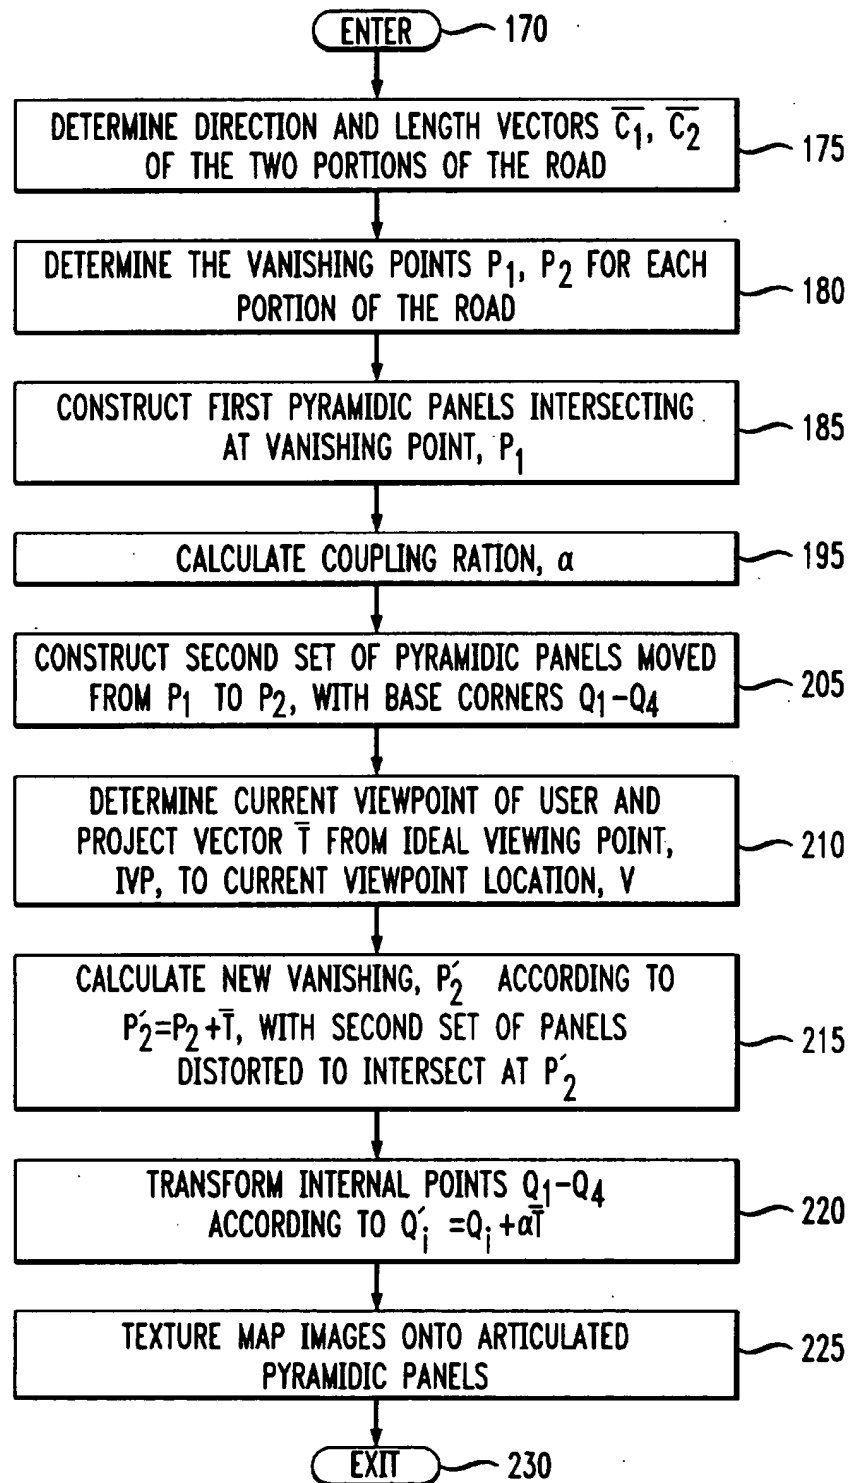 ENTER 170
DETERMINE DIRECTION AND LENGTH VECTORS C̅₁, C̅₂
OF THE TWO PORTIONS OF THE ROAD
175
DETERMINE THE VANISHING POINTS P₁, P₂ FOR EACH
PORTION OF THE ROAD
180
CONSTRUCT FIRST PYRAMIDIC PANELS INTERSECTING
AT VANISHING POINT, P₁
185
CALCULATE COUPLING RATION, α 195
CONSTRUCT SECOND SET OF PYRAMIDIC PANELS MOVED
FROM P₁ TO P₂, WITH BASE CORNERS Q₁-Q₄
205
DETERMINE CURRENT VIEWPOINT OF USER AND
PROJECT VECTOR T̅ FROM IDEAL VIEWING POINT,
IVP, TO CURRENT VIEWPOINT LOCATION, V
210
CALCULATE NEW VANISHING, P₂′ ACCORDING TO
P₂′=P₂+T̅, WITH SECOND SET OF PANELS
DISTORTED TO INTERSECT AT P₂′
215
TRANSFORM INTERNAL POINTS Q₁-Q₄
ACCORDING TO Qᵢ′ =Qᵢ+αT̅
220
TEXTURE MAP IMAGES ONTO ARTICULATED
PYRAMIDIC PANELS
225
EXIT 230